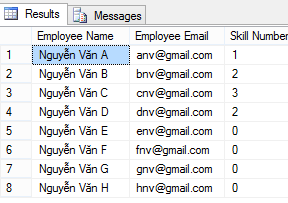 Results Messages
Employee Name Employee Email Skill Number
1 Nguyễn Văn A anv@gmail.com 1
2 Nguyễn Văn B bnv@gmail.com 2
3 Nguyễn Văn C cnv@gmail.com 3
4 Nguyễn Văn D dnv@gmail.com 2
5 Nguyễn Văn E env@gmail.com 0
6 Nguyễn Văn F fnv@gmail.com 0
7 Nguyễn Văn G gnv@gmail.com 0
8 Nguyễn Văn H hnv@gmail.com 0